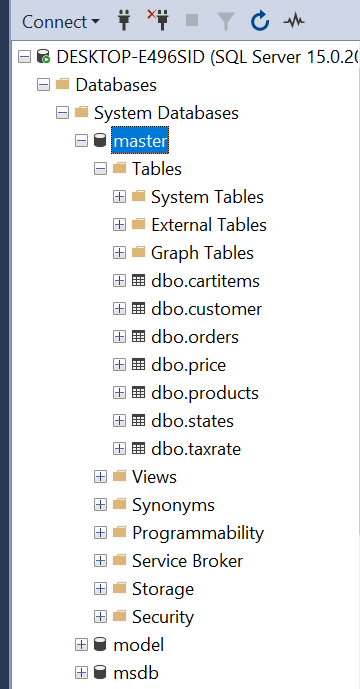 Connect
DESKTOP-E496SID (SQL Server 15.0.20
Databases
System Databases
master
Tables
System Tables
External Tables
Graph Tables
dbo.cartitems
dbo.customer
dbo.orders
dbo.price
dbo.products
dbo.states
dbo.taxrate
Views
Synonyms
Programmability
Service Broker
Storage
Security
model
msdb